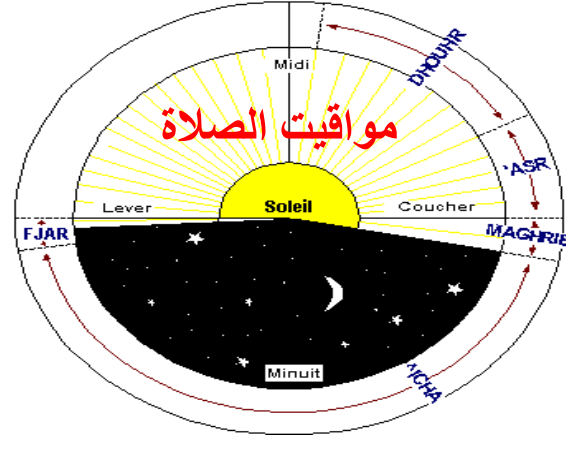 DHOUHR
Midi
مواقيت الصلاة
'ASR
Lever
Soleil
Coucher
FJAR
MAGHRIB
Minuit
'ICHA